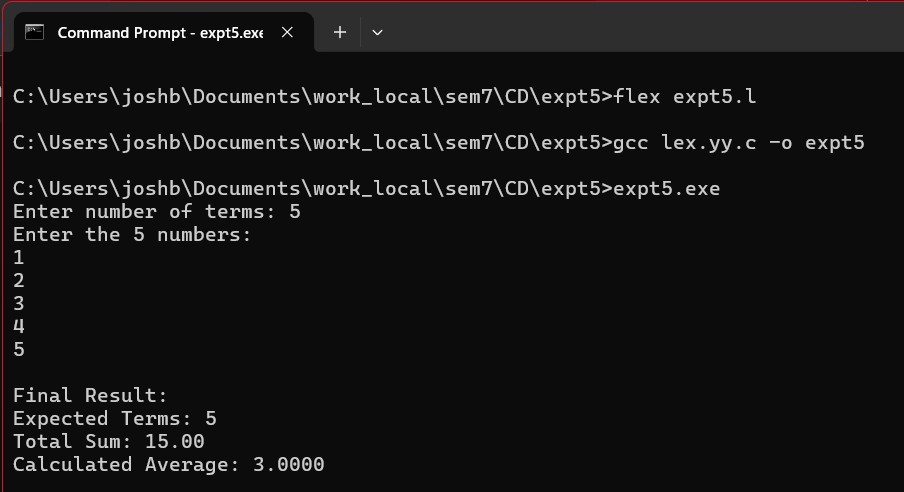 Command Prompt - expt5.exe
C:\Users\joshb\Documents\work_local\sem7\CD\expt5>flex expt5.l
C:\Users\joshb\Documents\work_local\sem7\CD\expt5>gcc lex.yy.c -o expt5
C:\Users\joshb\Documents\work_local\sem7\CD\expt5>expt5.exe
Enter number of terms: 5
Enter the 5 numbers:
1
2
3
4
5
Final Result:
Expected Terms: 5
Total Sum: 15.00
Calculated Average: 3.0000